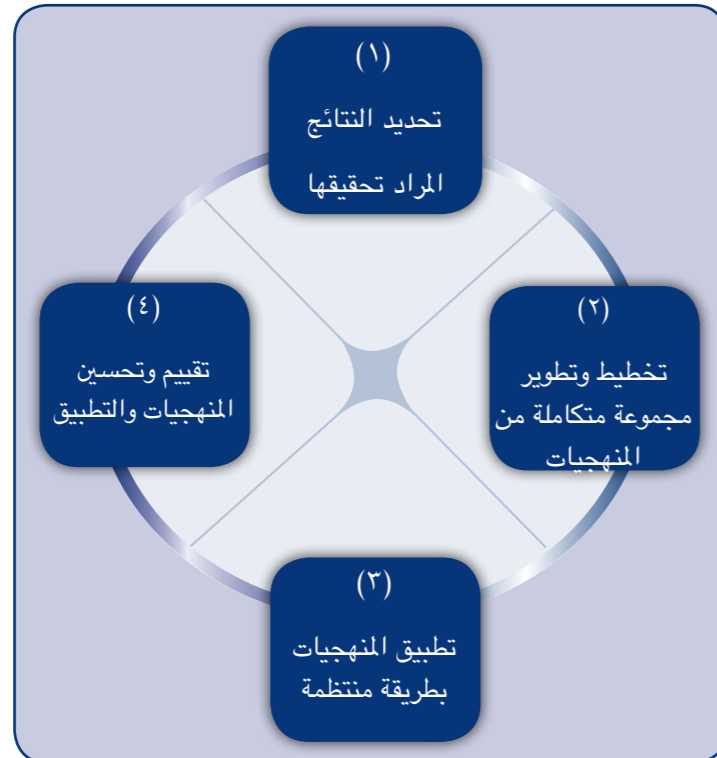 (١)
تحديد النتائج
المراد تحقيقها
(٢)
تخطيط وتطوير
مجموعة متكاملة من
المنهجيات
(٣)
تطبيق المنهجيات
بطريقة منتظمة
(٤)
تقييم وتحسين
المنهجيات والتطبيق